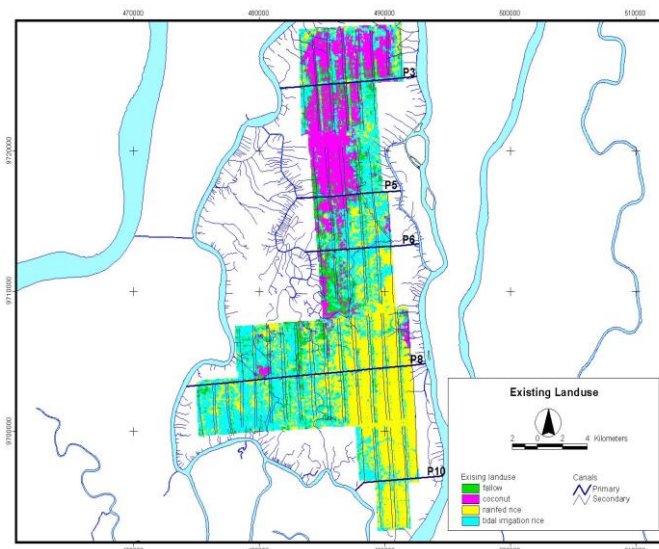 470000 480000 490000 500000 510000
P3
9720000
P5
P6
9710000
P8
Existing Landuse
9700000
2 0 2 4 Kilometers
P10
Exising landuse
fallow
coconut
rainfed rice
tidal irrigation rice
Canals
Primary
Secondary